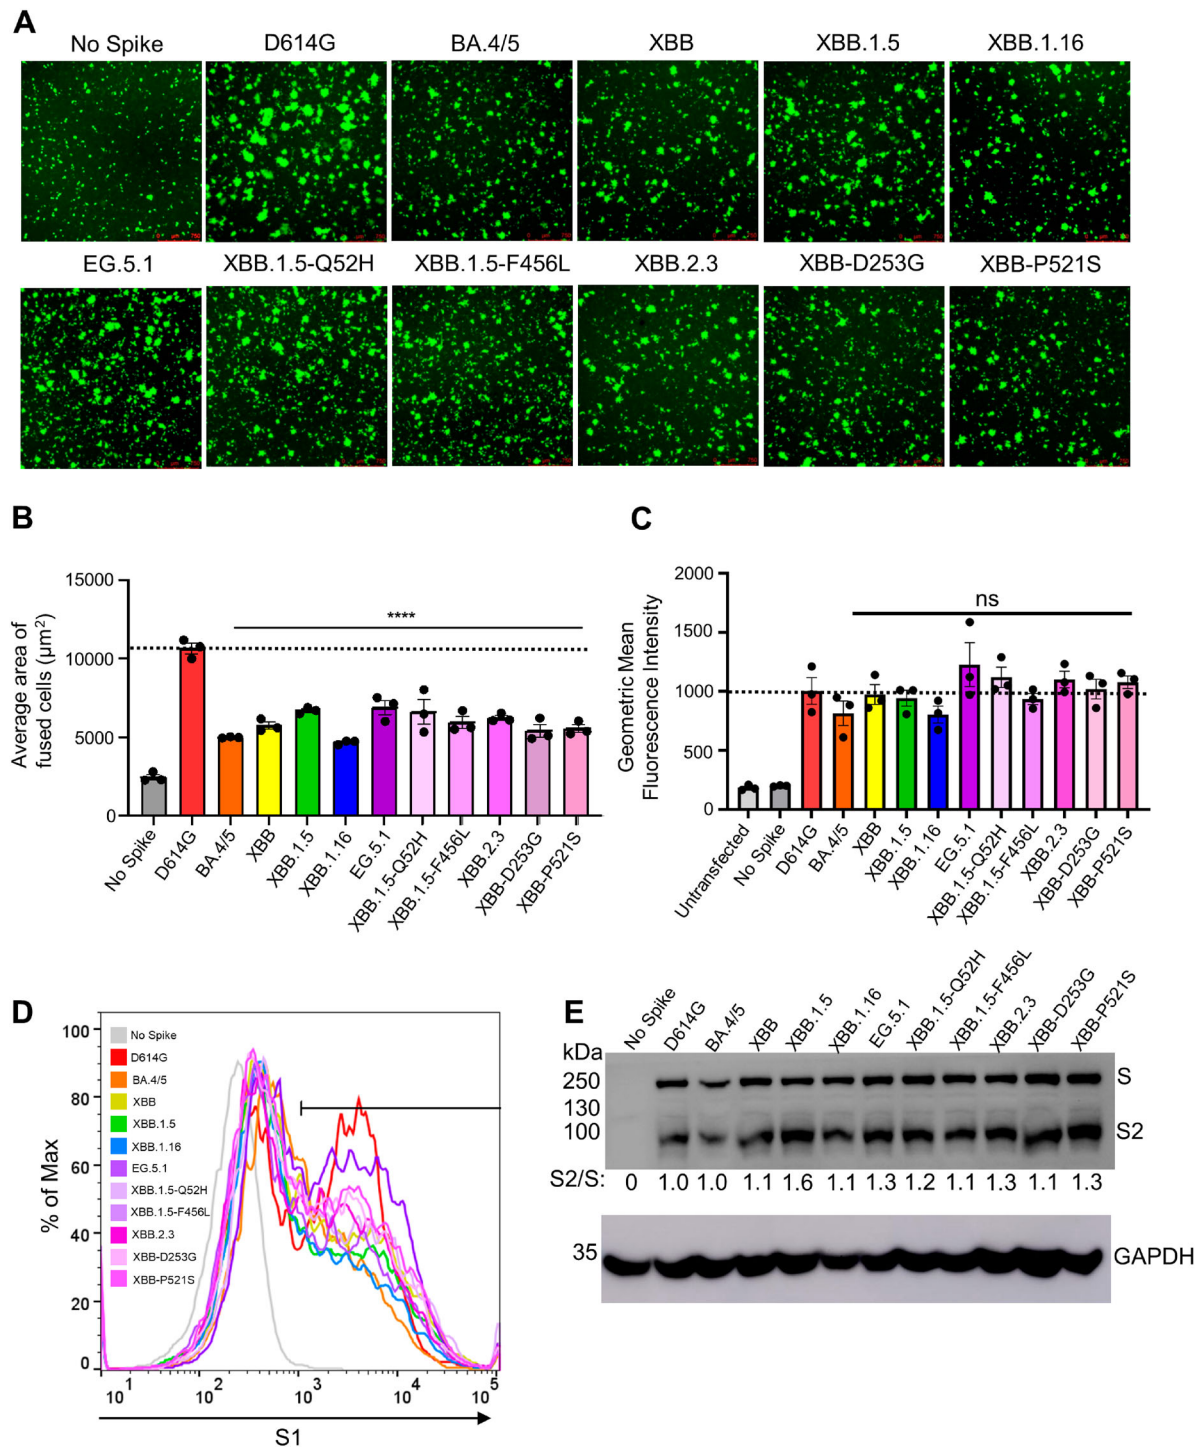 A
No Spike D614G BA.4/5 XBB XBB.1.5 XBB.1.16
EG.5.1 XBB.1.5-Q52H XBB.1.5-F456L XBB.2.3 XBB-D253G XBB-P521S
B
Average area of
fused cells (µm²)
15000
10000
5000
0
****
No Spike
D614G
BA.4/5
XBB
XBB.1.5
XBB.1.16
EG.5.1
XBB.1.5-Q52H
XBB.1.5-F456L
XBB.2.3
XBB-D253G
XBB-P521S
C
Geometric Mean
Fluorescence Intensity
2000
1500
1000
500
0
ns
Untransfected
No Spike
D614G
BA.4/5
XBB
XBB.1.5
XBB.1.16
EG.5.1
XBB.1.5-Q52H
XBB.1.5-F456L
XBB.2.3
XBB-D253G
XBB-P521S
D
% of Max
100
80
60
40
20
0
No Spike
D614G
BA.4/5
XBB
XBB.1.5
XBB.1.16
EG.5.1
XBB.1.5-Q52H
XBB.1.5-F456L
XBB.2.3
XBB-D253G
XBB-P521S
10¹ 10² 10³ 10⁴ 10⁵
S1
E
No Spike
D614G
BA.4/5
XBB
XBB.1.5
XBB.1.16
EG.5.1
XBB.1.5-Q52H
XBB.1.5-F456L
XBB.2.3
XBB-D253G
XBB-P521S
kDa
250 S
130
100 S2
S2/S: 0 1.0 1.0 1.1 1.6 1.1 1.3 1.2 1.1 1.3 1.1 1.3
35 GAPDH